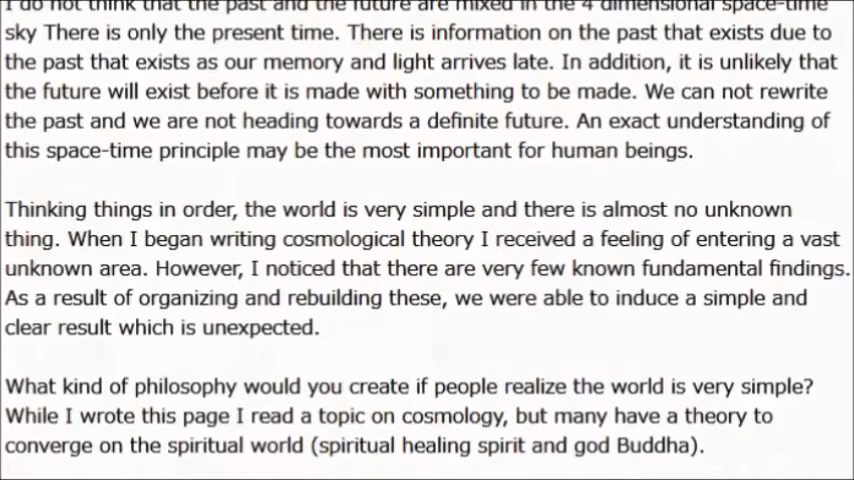 I do not think that the past and the future are mixed in the 4 dimensional space-time
sky There is only the present time. There is information on the past that exists due to
the past that exists as our memory and light arrives late. In addition, it is unlikely that
the future will exist before it is made with something to be made. We can not rewrite
the past and we are not heading towards a definite future. An exact understanding of
this space-time principle may be the most important for human beings.
Thinking things in order, the world is very simple and there is almost no unknown
thing. When I began writing cosmological theory I received a feeling of entering a vast
unknown area. However, I noticed that there are very few known fundamental findings.
As a result of organizing and rebuilding these, we were able to induce a simple and
clear result which is unexpected.
What kind of philosophy would you create if people realize the world is very simple?
While I wrote this page I read a topic on cosmology, but many have a theory to
converge on the spiritual world (spiritual healing spirit and god Buddha).